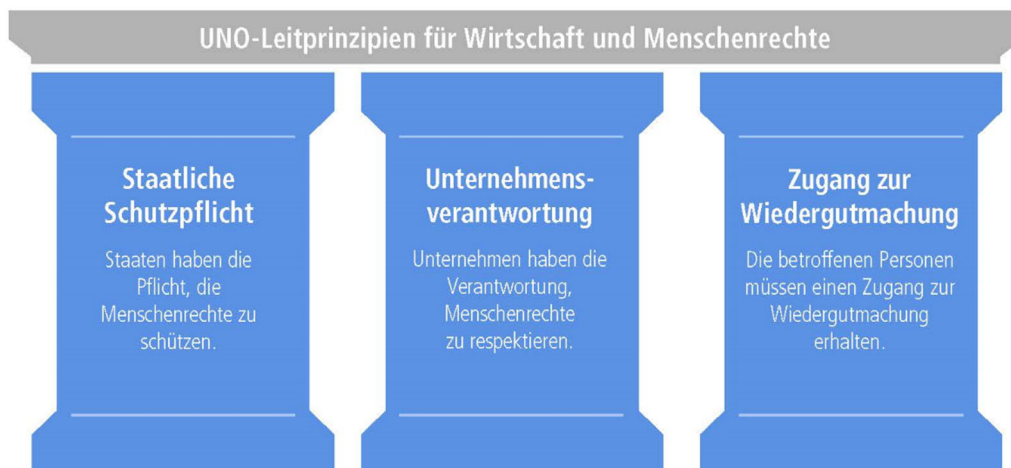 UNO-Leitprinzipien für Wirtschaft und Menschenrechte
Staatliche
Schutzpflicht
Staaten haben die
Pflicht, die
Menschenrechte zu
schützen.
Unternehmens-
verantwortung
Unternehmen haben die
Verantwortung,
Menschenrechte
zu respektieren.
Zugang zur
Wiedergutmachung
Die betroffenen Personen
müssen einen Zugang zur
Wiedergutmachung
erhalten.